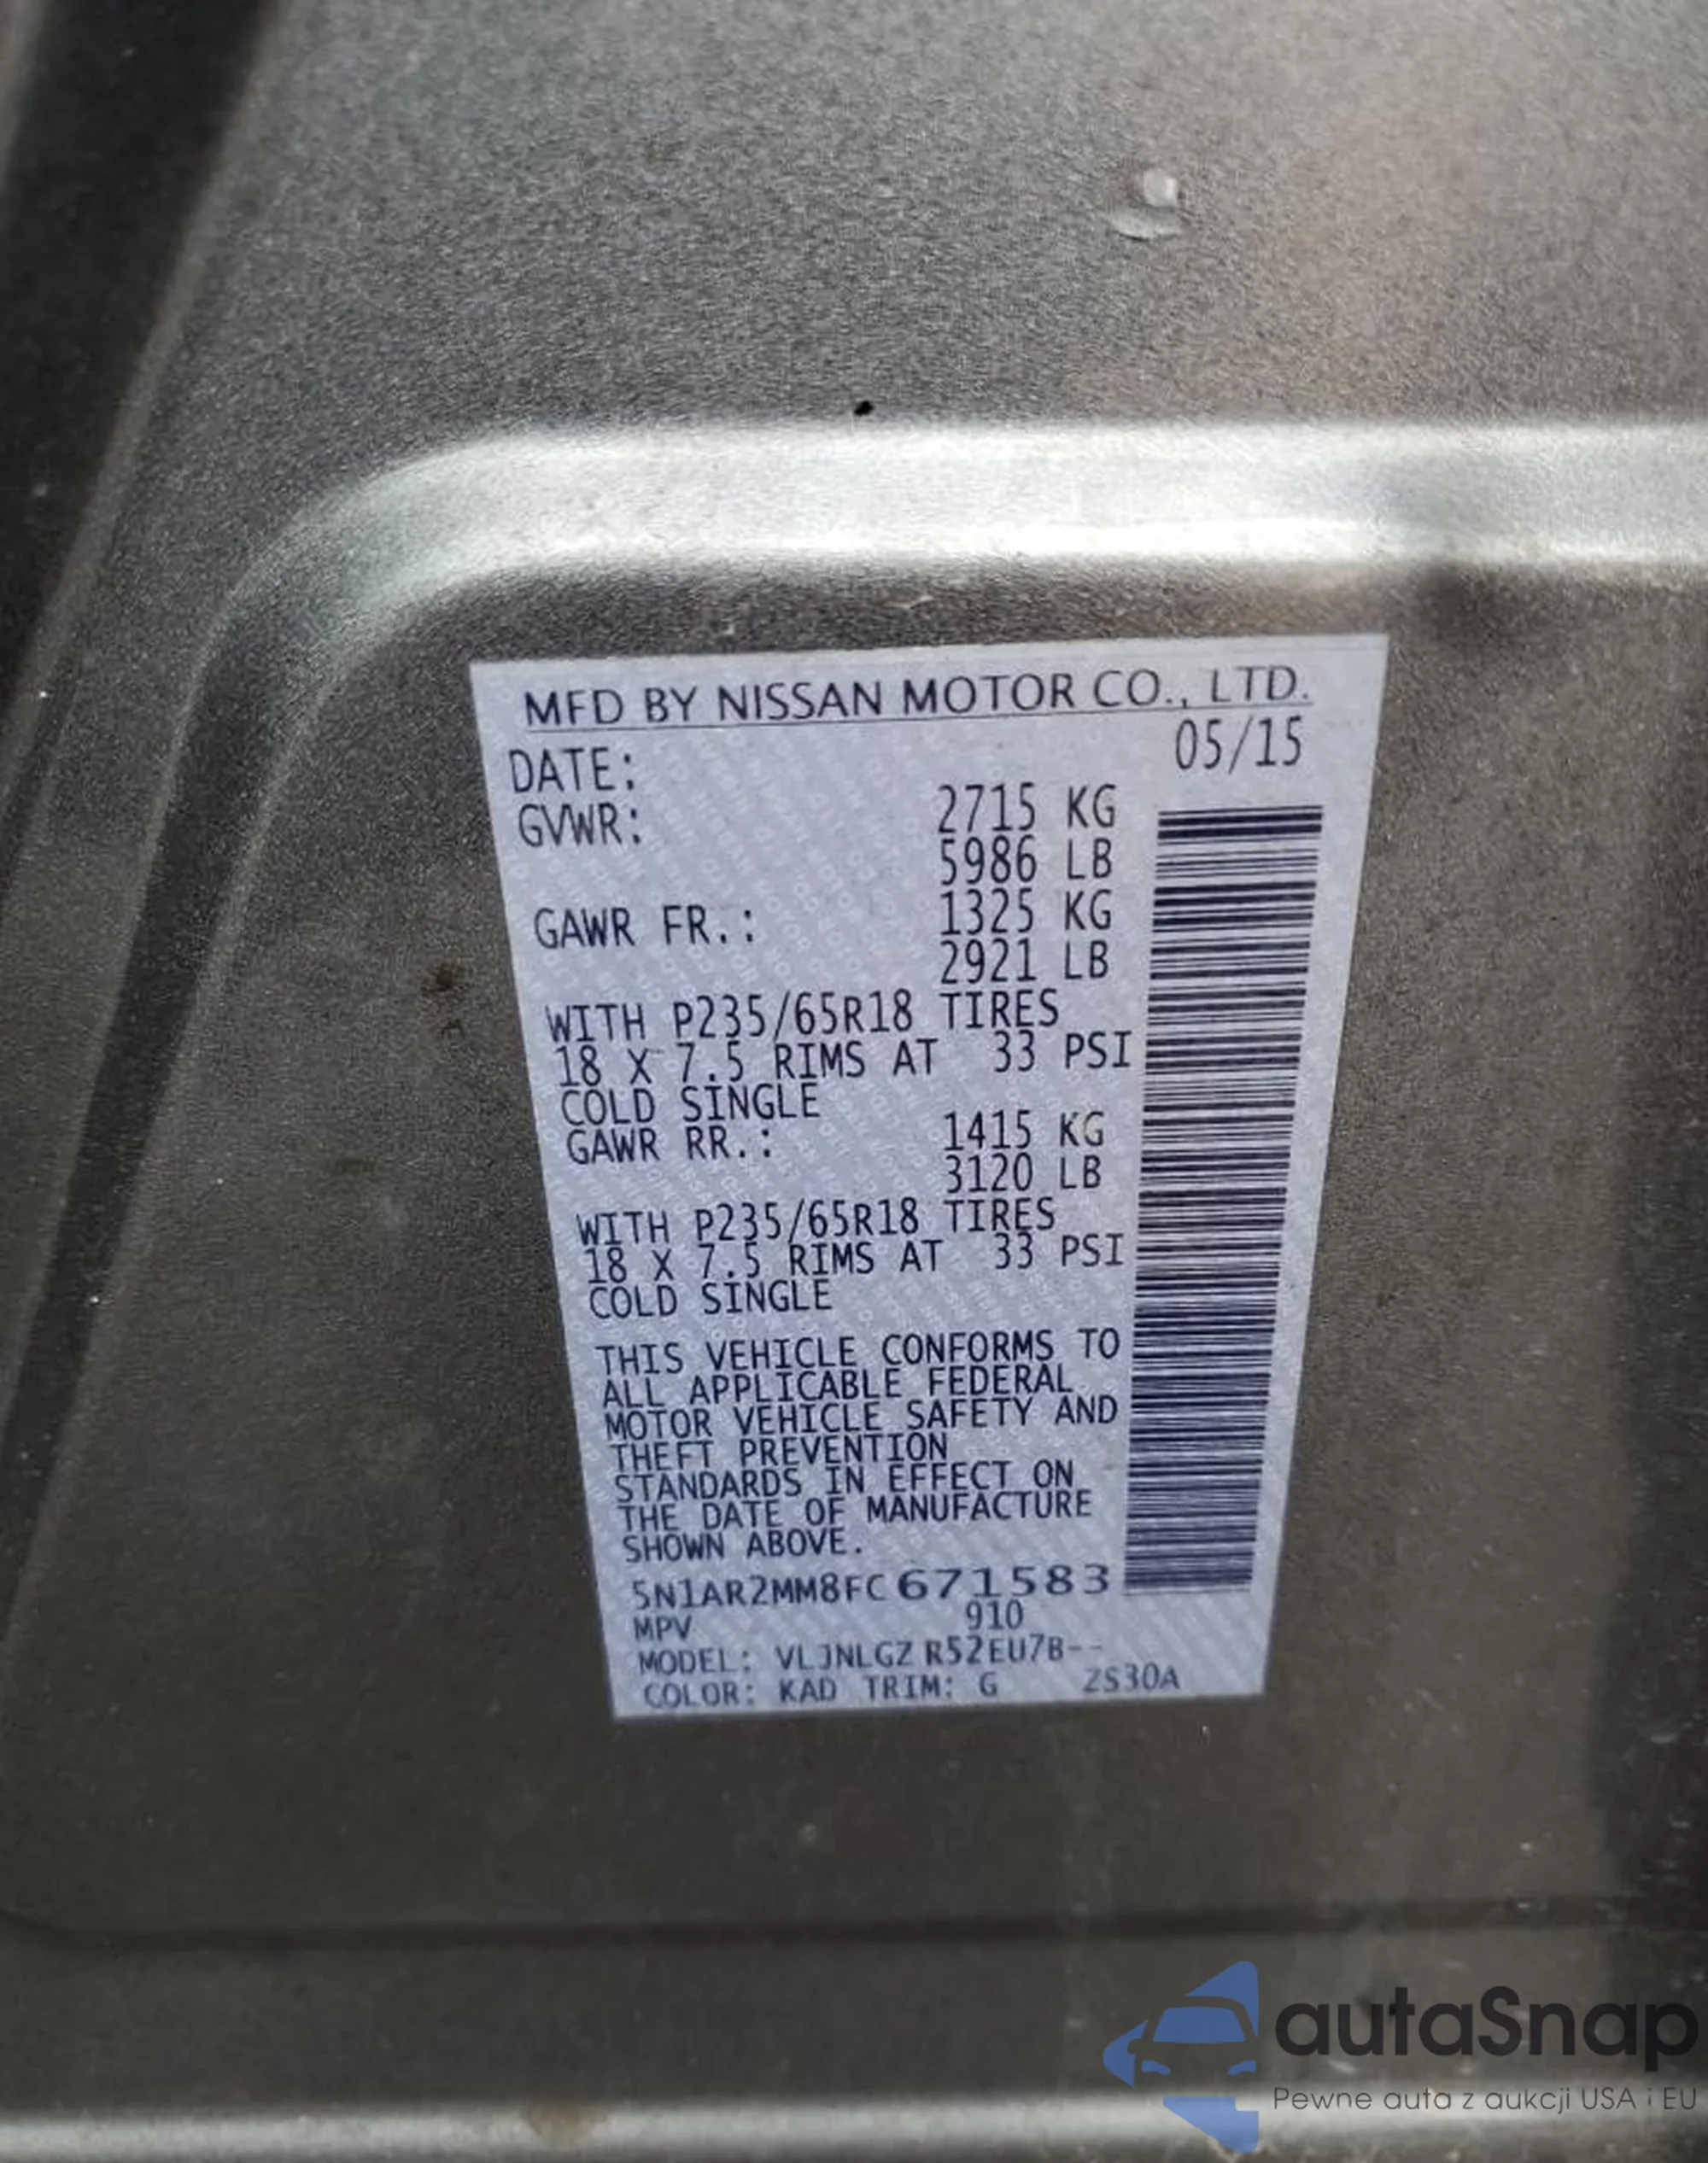 MFD BY NISSAN MOTOR CO., LTD.
DATE: 05/15
GVWR: 2715 KG
5986 LB
GAWR FR.: 1325 KG
2921 LB
WITH P235/65R18 TIRES
18 X 7.5 RIMS AT 33 PSI
COLD SINGLE
GAWR RR.: 1415 KG
3120 LB
WITH P235/65R18 TIRES
18 X 7.5 RIMS AT 33 PSI
COLD SINGLE
THIS VEHICLE CONFORMS TO
ALL APPLICABLE FEDERAL
MOTOR VEHICLE SAFETY AND
THEFT PREVENTION
STANDARDS IN EFFECT ON
THE DATE OF MANUFACTURE
SHOWN ABOVE.
5N1AR2MM8FC671583
MPV 910
MODEL: VLJNLGZ R52EU7B--
COLOR: KAD TRIM: G ZS30A
autaSnap
Pewne auta z aukcji USA i EU